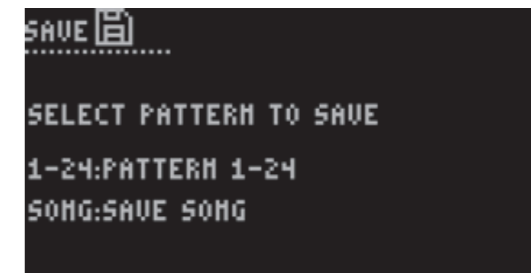 SAVE
SELECT PATTERN TO SAVE
1-24:PATTERN 1-24
SONG:SAVE SONG